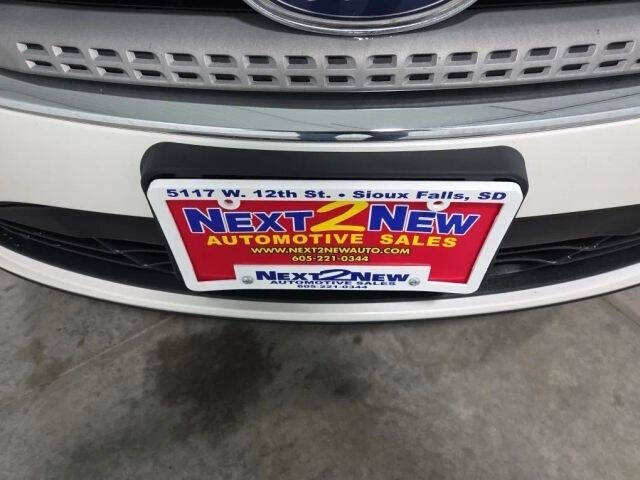 5117 W. 12th St. • Sioux Falls, SD
NEXT2NEW
AUTOMOTIVE SALES
WWW.NEXT2NEWAUTO.COM
605-221-0344
NEXT2NEW
AUTOMOTIVE SALES
605-221-0344